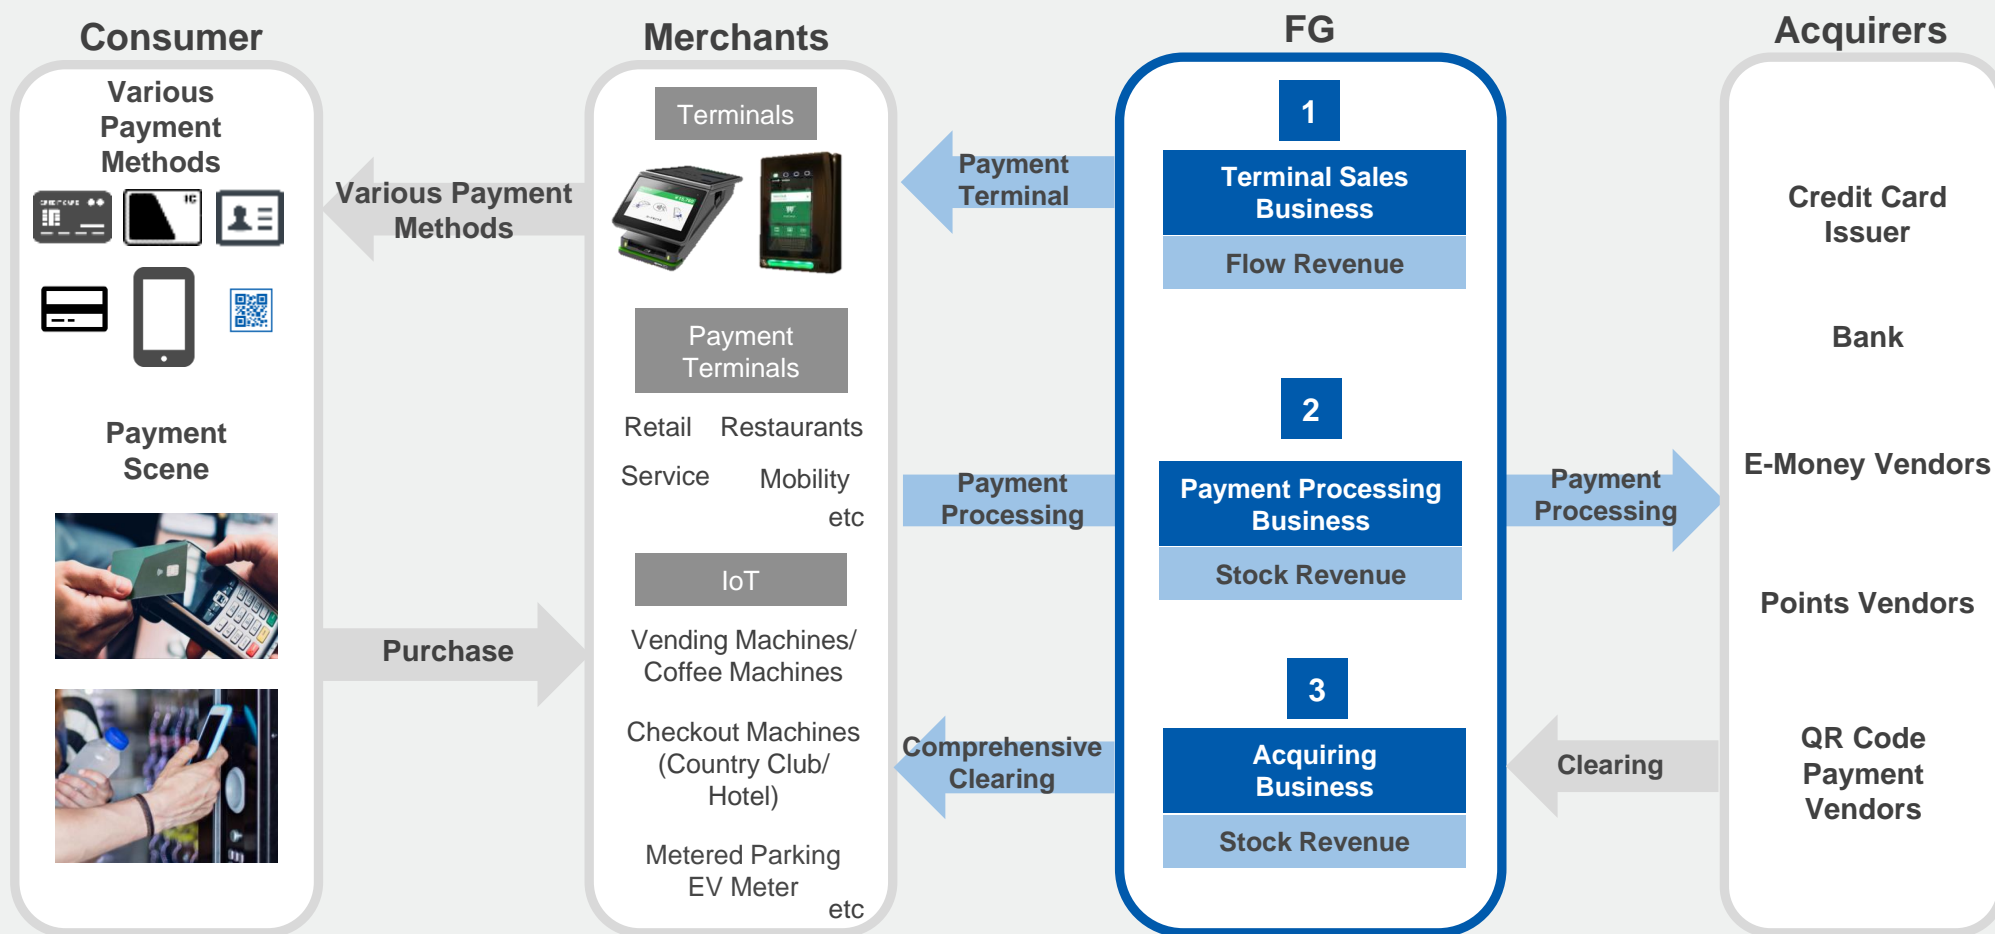 Consumer
Various
Payment
Methods
CREDIT CARD
IC
Payment
Scene
Various Payment
Methods
Purchase
Merchants
Terminals
Payment
Terminals
Retail Restaurants
Service Mobility
etc
IoT
Vending Machines/
Coffee Machines
Checkout Machines
(Country Club/
Hotel)
Metered Parking
EV Meter
etc
Payment
Terminal
Payment
Processing
Comprehensive
Clearing
FG
1
Terminal Sales
Business
Flow Revenue
2
Payment Processing
Business
Stock Revenue
3
Acquiring
Business
Stock Revenue
Payment
Processing
Clearing
Acquirers
Credit Card
Issuer
Bank
E-Money Vendors
Points Vendors
QR Code
Payment
Vendors